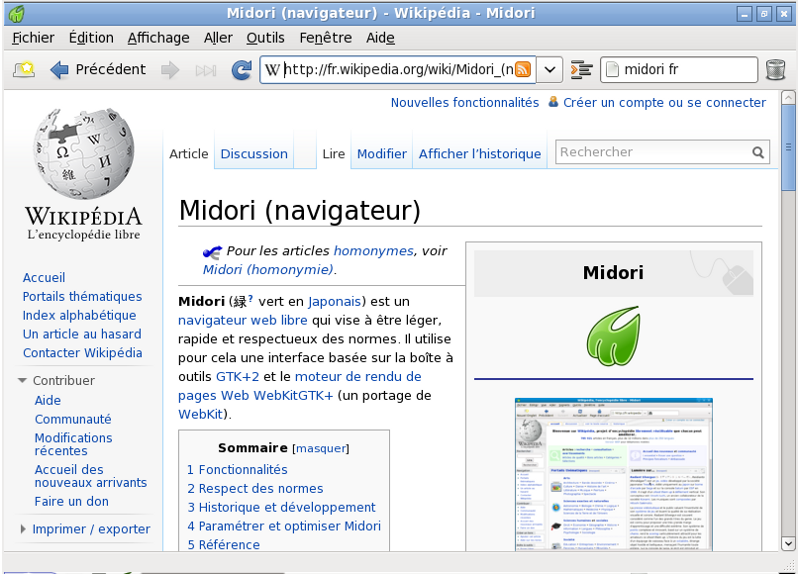 Midori (navigateur) - Wikipédia - Midori
Fichier Édition Affichage Aller Outils Fenêtre Aide
Précédent http://fr.wikipedia.org/wiki/Midori_(n midori fr
Nouvelles fonctionnalités Créer un compte ou se connecter
Article Discussion Lire Modifier Afficher l'historique Rechercher
WIKIPÉDIA
L'encyclopédie libre
Accueil
Portails thématiques
Index alphabétique
Un article au hasard
Contacter Wikipédia
Contribuer
Aide
Communauté
Modifications
récentes
Accueil des
nouveaux arrivants
Faire un don
Imprimer / exporter
Midori (navigateur)
Pour les articles homonymes, voir
Midori (homonymie).
Midori (緑? vert en Japonais) est un
navigateur web libre qui vise à être léger,
rapide et respectueux des normes. Il utilise
pour cela une interface basée sur la boîte à
outils GTK+2 et le moteur de rendu de
pages Web WebKitGTK+ (un portage de
WebKit).
Sommaire [masquer]
1 Fonctionnalités
2 Respect des normes
3 Historique et développement
4 Paramétrer et optimiser Midori
5 Référence
Midori